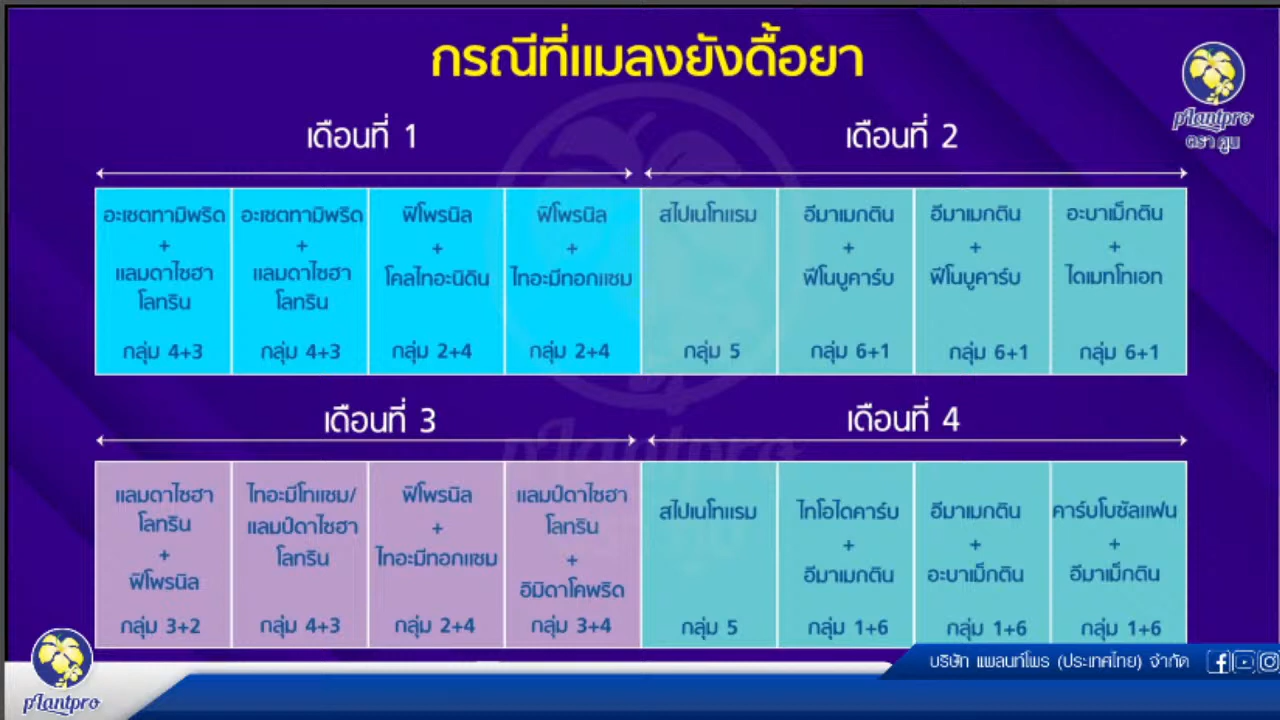 กรณีที่แมลงยังดื้อยา
plantpro
ตรา คูน
เดือนที่ 1
เดือนที่ 2
อะเซตทามิพริด
+
แลมดาไซฮา
โลทริน
กลุ่ม 4+3
อะเซตทามิพริด
+
แลมดาไซฮา
โลทริน
กลุ่ม 4+3
ฟิโพรนิล
+
โคลไทอะนิดิน
กลุ่ม 2+4
ฟิโพรนิล
+
ไทอะมีทอกแซม
กลุ่ม 2+4
สไปเนโทแรม
กลุ่ม 5
อีมาเมกติน
+
ฟีโนบูคาร์บ
กลุ่ม 6+1
อีมาเมกติน
+
ฟีโนบูคาร์บ
กลุ่ม 6+1
อะบาเม็กติน
+
ไดเมทโทเอท
กลุ่ม 6+1
เดือนที่ 3
เดือนที่ 4
แลมดาไซฮา
โลทริน
+
ฟิโพรนิล
กลุ่ม 3+2
ไทอะมีโทแซม/
แลมป์ดาไซฮา
โลทริน
กลุ่ม 4+3
ฟิโพรนิล
+
ไทอะมีทอกแซม
กลุ่ม 2+4
แลมป์ดาไซฮา
โลทริน
+
อิมิดาโคพริด
กลุ่ม 3+4
สไปเนโทแรม
กลุ่ม 5
ไทโอไดคาร์บ
+
อีมาเมกติน
กลุ่ม 1+6
อีมาเมกติน
+
อะบาเม็กติน
กลุ่ม 1+6
คาร์บโบซัลแฟน
+
อีมาเม็กติน
กลุ่ม 1+6
plantpro
บริษัท แพลนท์โพร (ประเทศไทย) จำกัด
plantpro